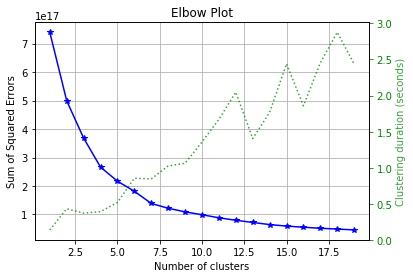 Elbow Plot
1e17
7
6
5
4
3
2
1
Sum of Squared Errors
2.5 5.0 7.5 10.0 12.5 15.0 17.5
Number of clusters
3.0
2.5
2.0
1.5
1.0
0.5
0.0
Clustering duration (seconds)